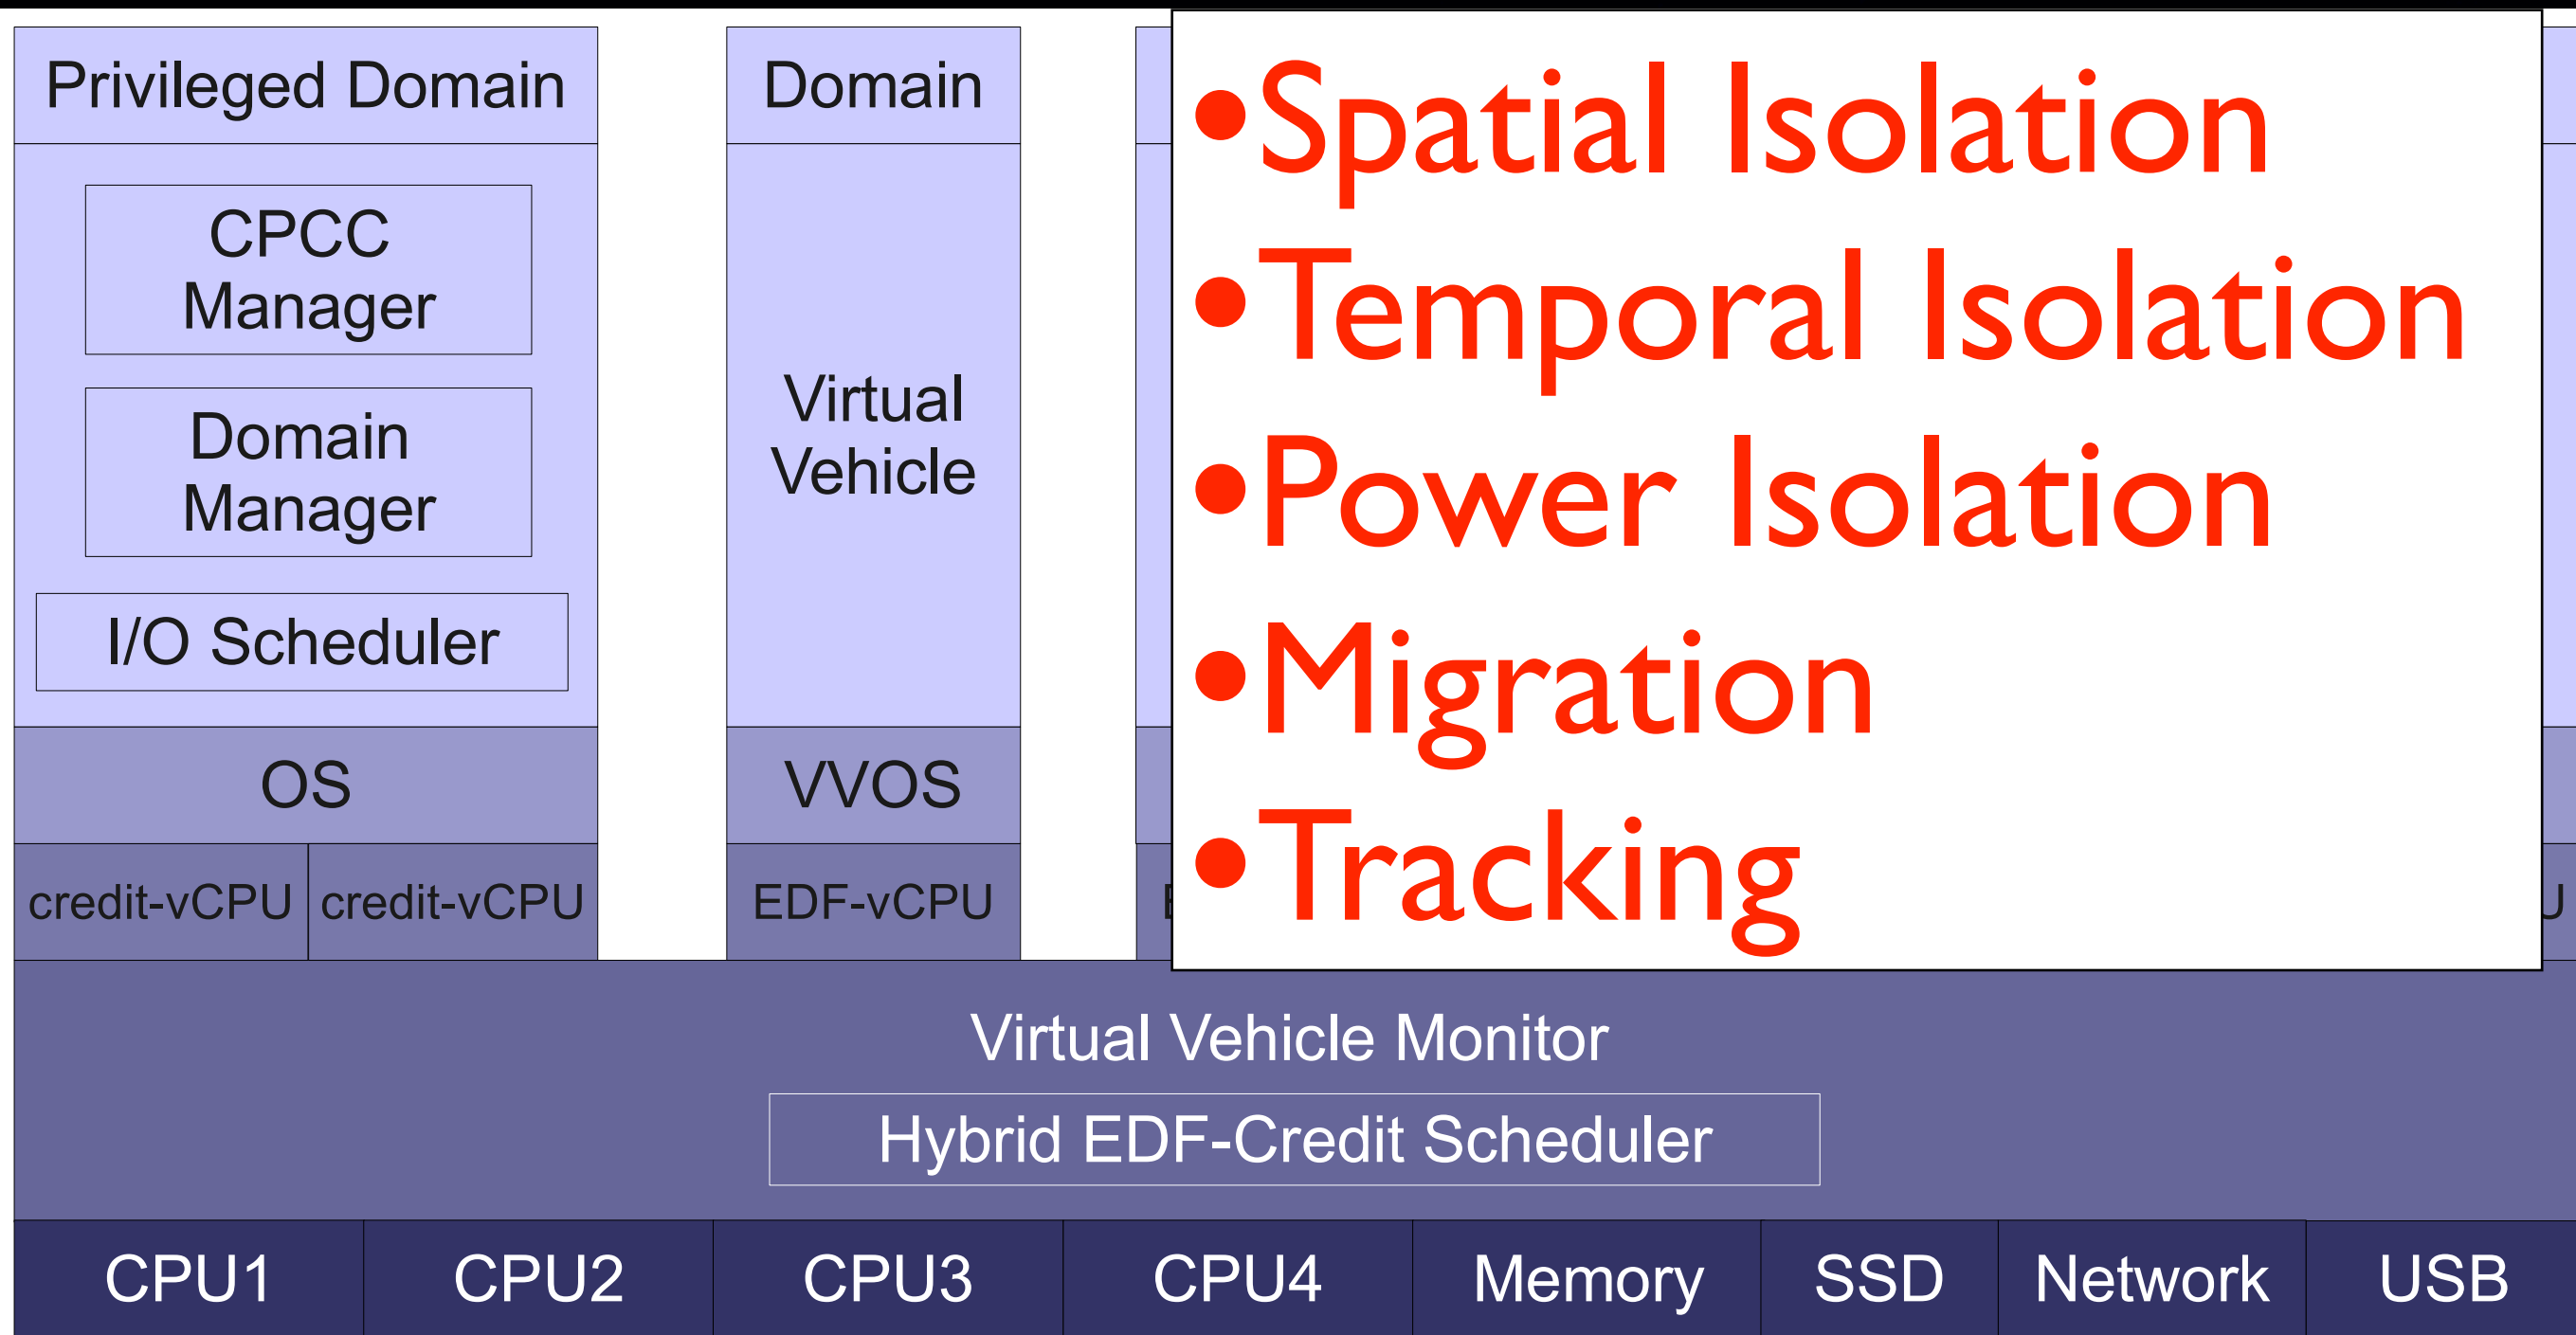 Privileged Domain
CPCC
Manager
Domain
Manager
I/O Scheduler
OS
credit-vCPU
credit-vCPU
Domain
Virtual
Vehicle
VVOS
EDF-vCPU
•Spatial Isolation
•Temporal Isolation
•Power Isolation
•Migration
•Tracking
Virtual Vehicle Monitor
Hybrid EDF-Credit Scheduler
CPU1
CPU2
CPU3
CPU4
Memory
SSD
Network
USB